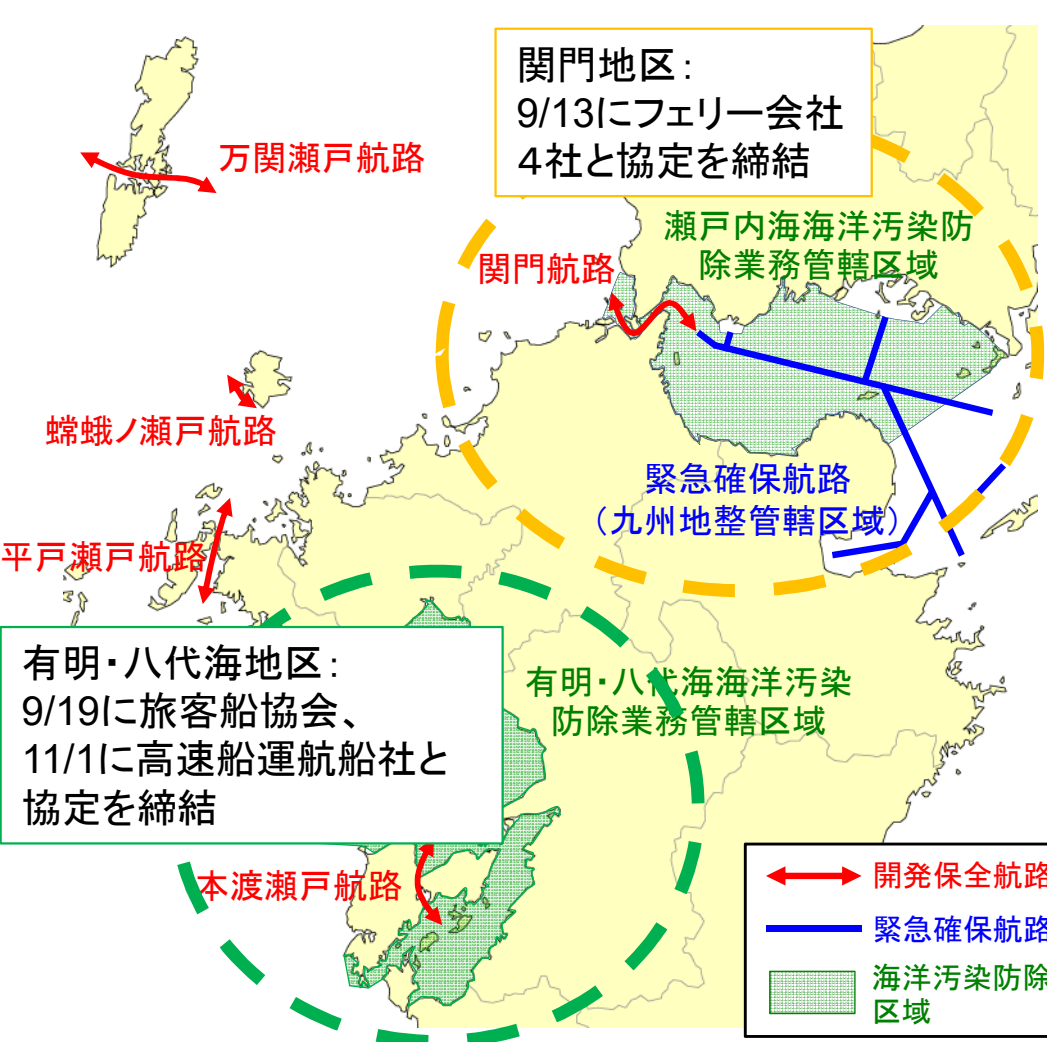 関門地区：
9/13にフェリー会社
４社と協定を締結
万関瀬戸航路
瀬戸内海海洋汚染防
除業務管轄区域
関門航路
蠑蛾ノ瀬戸航路
緊急確保航路
（九州地整管轄区域）
平戸瀬戸航路
有明・八代海地区：
9/19に旅客船協会、
11/1に高速船運航船社と
協定を締結
有明・八代海海洋汚染
防除業務管轄区域
本渡瀬戸航路
開発保全航路
緊急確保航路
海洋汚染防除
区域